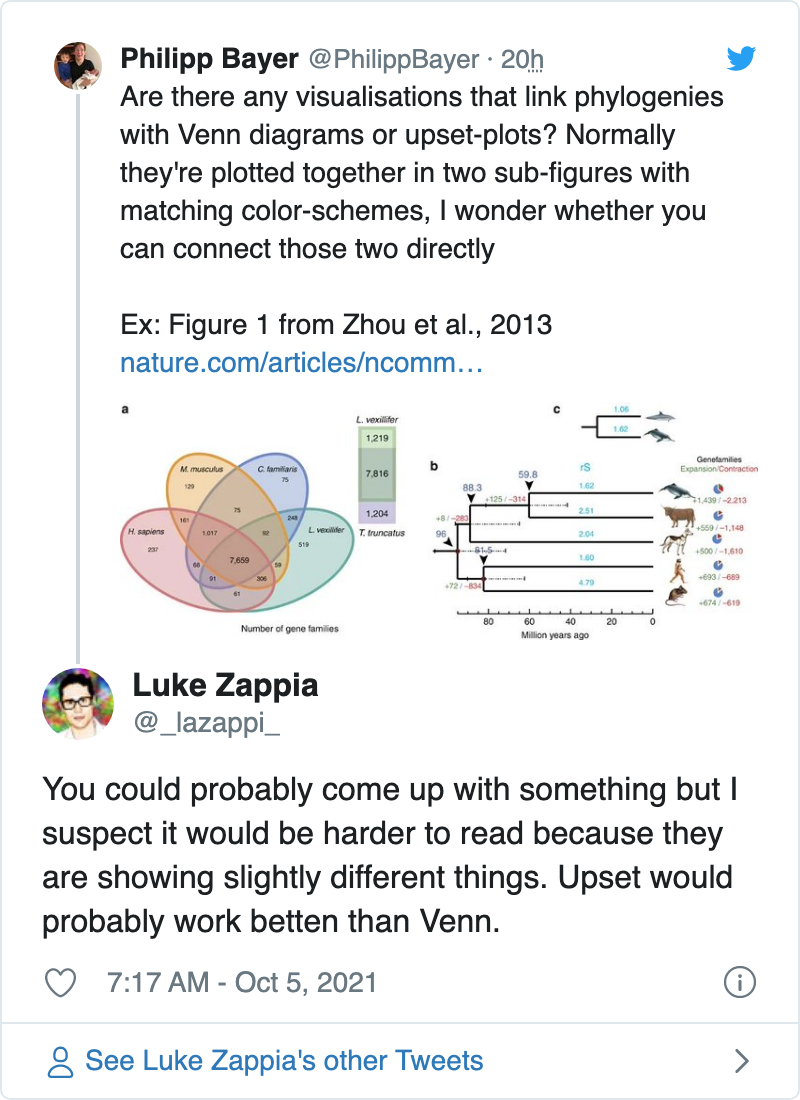 Philipp Bayer @PhilippBayer · 20h
Are there any visualisations that link phylogenies
with Venn diagrams or upset-plots? Normally
they're plotted together in two sub-figures with
matching color-schemes, I wonder whether you
can connect those two directly
Ex: Figure 1 from Zhou et al., 2013
nature.com/articles/ncomm…
a
M. musculus
129
C. familiaris
75
H. sapiens
237
L. vexillifer
519
75
161
248
1,017
92
7,659
68
59
91
306
61
Number of gene families
L. vexillifer
1,219
7,816
1,204
T. truncatus
c
1.06
1.62
b
rS
Genefamilies
Expansion/Contraction
59.8
88.3
+125 / -314
1.62
+1,439 / -2,213
2.51
+8 / -283
+559 / -1,148
96
2.04
+500 / -1,610
81.5
1.60
+693 / -689
+72 / -834
4.79
+674 / -619
80 60 40 20 0
Million years ago
Luke Zappia
@_lazappi_
You could probably come up with something but I
suspect it would be harder to read because they
are showing slightly different things. Upset would
probably work betten than Venn.
7:17 AM - Oct 5, 2021
See Luke Zappia's other Tweets